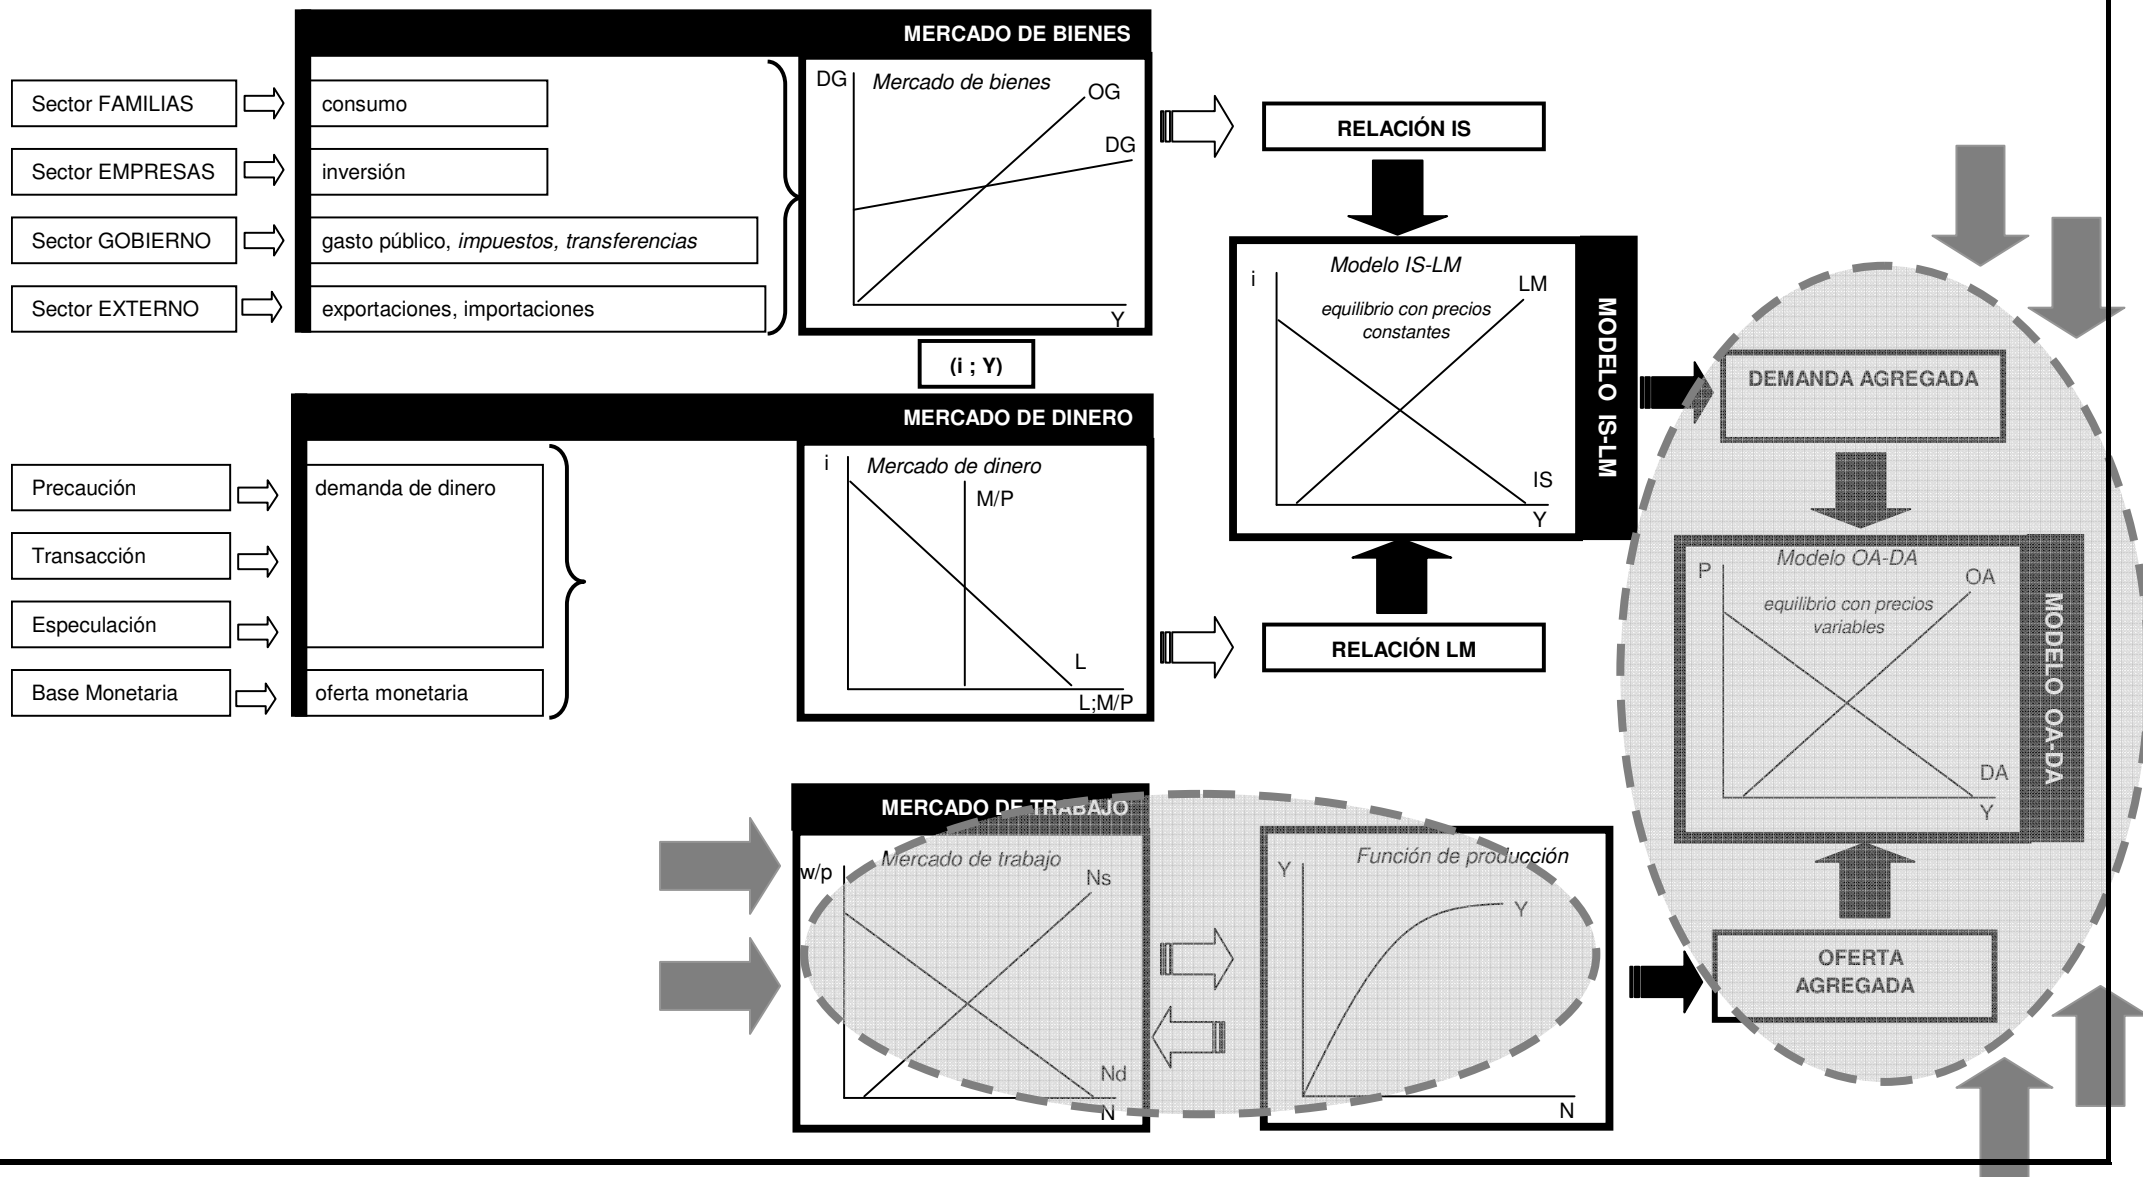 MERCADO DE BIENES
Sector FAMILIAS
consumo
Sector EMPRESAS
inversión
Sector GOBIERNO
gasto público, impuestos, transferencias
Sector EXTERNO
exportaciones, importaciones
DG
Mercado de bienes
OG
DG
Y
RELACIÓN IS
(i ; Y)
MERCADO DE DINERO
Precaución
demanda de dinero
Transacción
Especulación
Base Monetaria
oferta monetaria
i
Mercado de dinero
M/P
L
L;M/P
RELACIÓN LM
i
Modelo IS-LM
LM
equilibrio con precios
constantes
IS
Y
MODELO IS-LM
DEMANDA AGREGADA
P
Modelo OA-DA
OA
equilibrio con precios
variables
DA
Y
MODELO OA-DA
OFERTA
AGREGADA
MERCADO DE TRABAJO
w/p
Mercado de trabajo
Ns
Nd
N
Y
Función de producción
Y
N